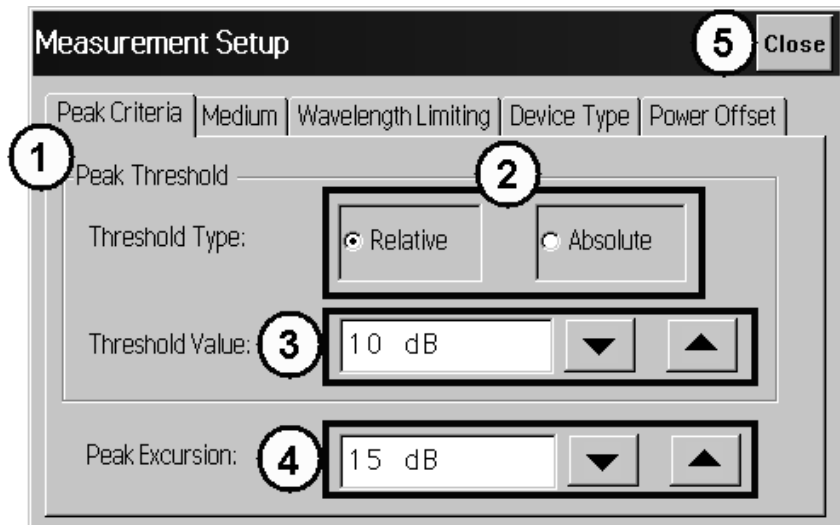 Measurement Setup 5 Close
Peak Criteria Medium Wavelength Limiting Device Type Power Offset
1 Peak Threshold 2
Threshold Type: Relative Absolute
Threshold Value: 3 10 dB
Peak Excursion: 4 15 dB